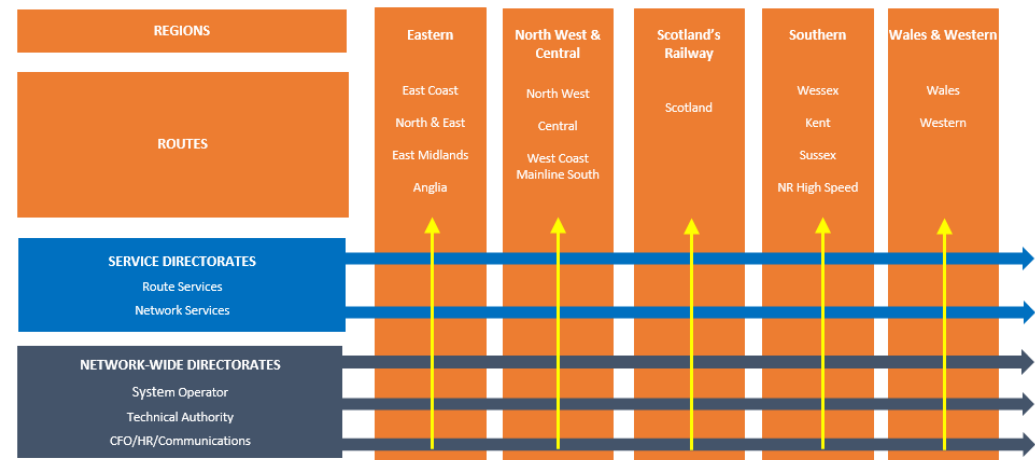 REGIONS
Eastern
North West &
Central
Scotland's
Railway
Southern
Wales & Western
ROUTES
East Coast
North & East
East Midlands
Anglia
North West
Central
West Coast
Mainline South
Scotland
Wessex
Kent
Sussex
NR High Speed
Wales
Western
SERVICE DIRECTORATES
Route Services
Network Services
NETWORK-WIDE DIRECTORATES
System Operator
Technical Authority
CFO/HR/Communications